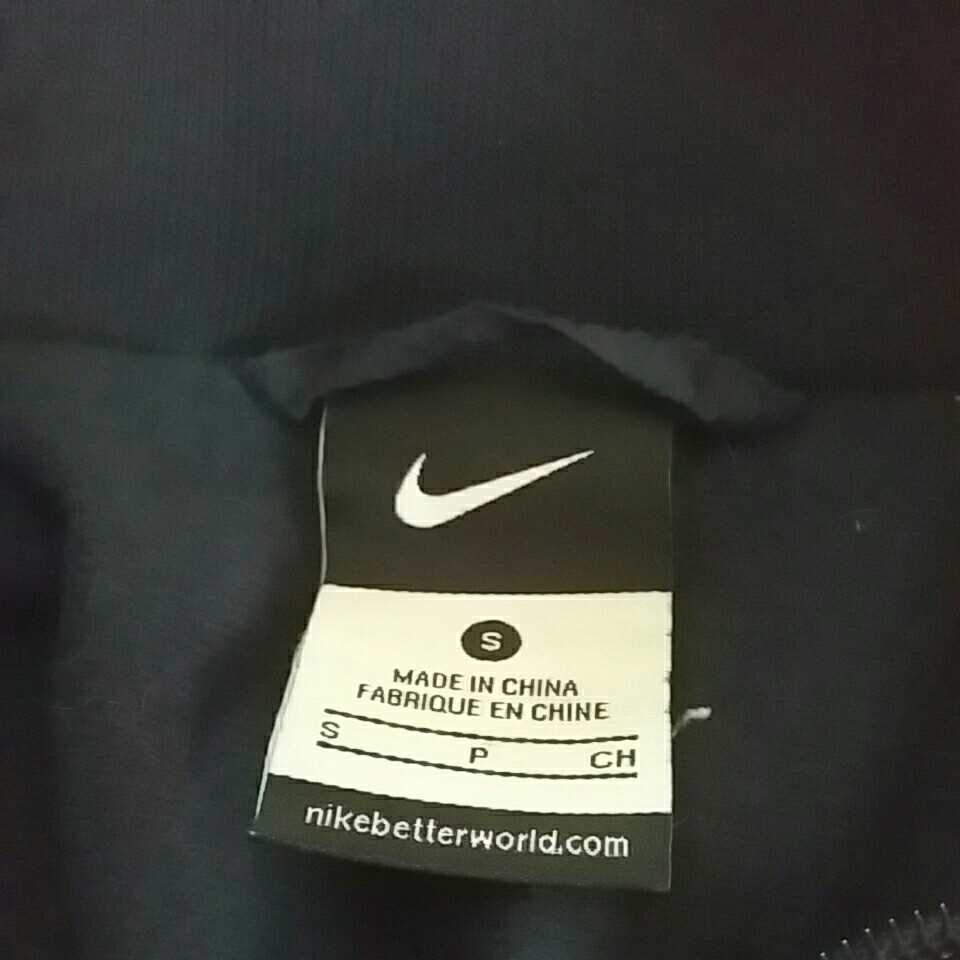 S
MADE IN CHINA
FABRIQUE EN CHINE
S P CH
nikebetterworld.com